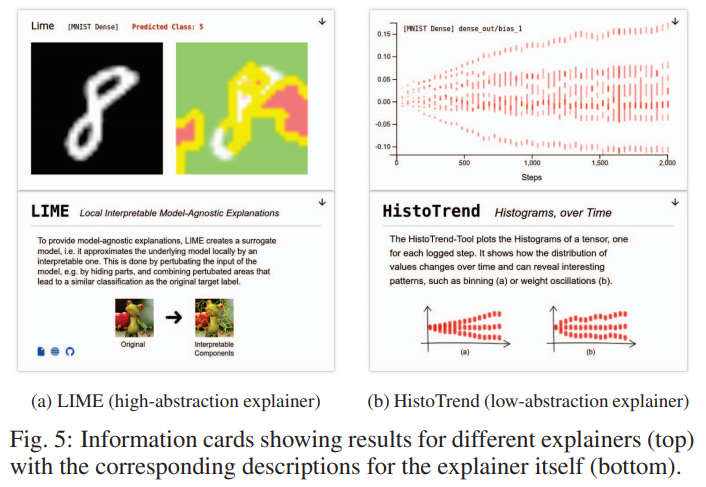 Lime [MNIST Dense] Predicted Class: 5
LIME Local Interpretable Model-Agnostic Explanations
To provide model-agnostic explanations, LIME creates a surrogate
model, i.e. it approximates the underlying model locally by an
interpretable one. This is done by pertubating the input of the
model, e.g. by hiding parts, and combining pertubated areas that
lead to a similar classification as the original target label.
Original
Interpretable
Components
(a) LIME (high-abstraction explainer)
[MNIST Dense] dense_out/bias_1
0.15
0.10
0.05
0.00
-0.05
-0.10
0
500
1,000
1,500
2,000
Steps
HistoTrend Histograms, over Time
The HistoTrend-Tool plots the Histograms of a tensor, one
for each logged step. It shows how the distribution of
values changes over time and can reveal interesting
patterns, such as binning (a) or weight oscillations (b).
(a)
(b)
(b) HistoTrend (low-abstraction explainer)
Fig. 5: Information cards showing results for different explainers (top)
with the corresponding descriptions for the explainer itself (bottom).